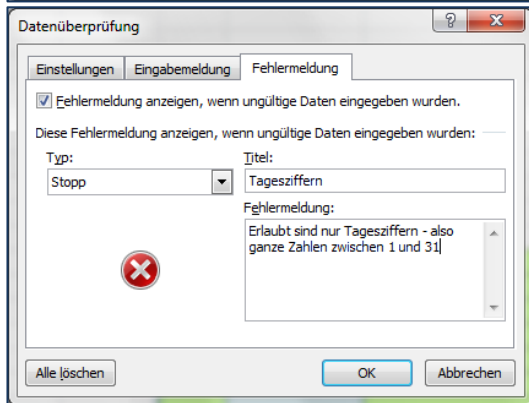 Datenüberprüfung
Einstellungen Eingabemeldung Fehlermeldung
Fehlermeldung anzeigen, wenn ungültige Daten eingegeben wurden.
Diese Fehlermeldung anzeigen, wenn ungültige Daten eingegeben wurden:
Typ: Titel:
Stopp Tagesziffern
Fehlermeldung:
Erlaubt sind nur Tagesziffern - also
ganze Zahlen zwischen 1 und 31
Alle löschen OK Abbrechen